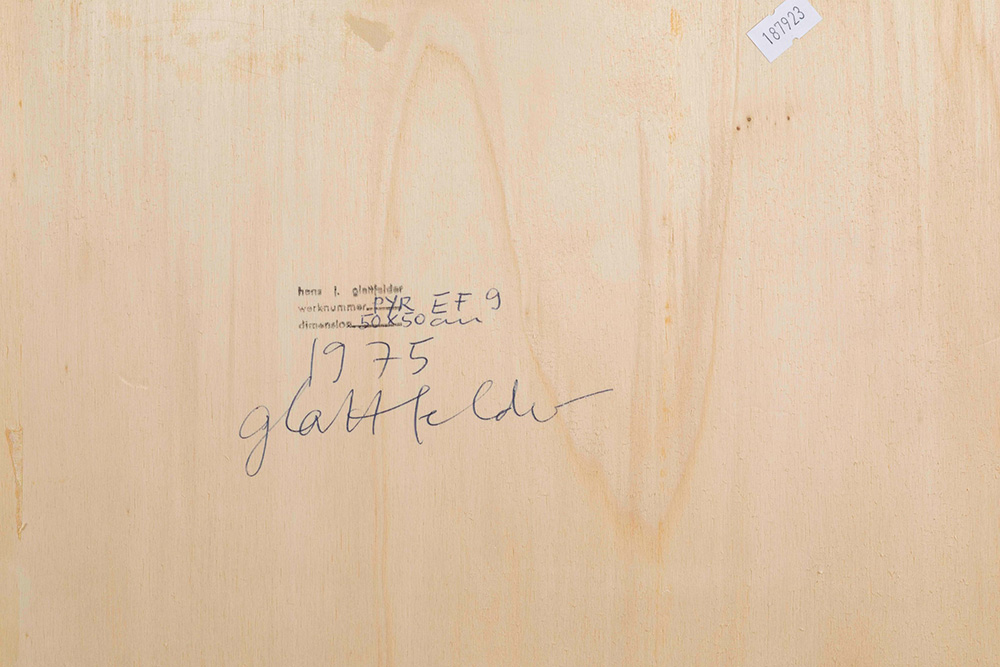 187923
hans j. glattfelder
werknummer PYR EF 9
dimension 50x50 cm
1975
glattfelder